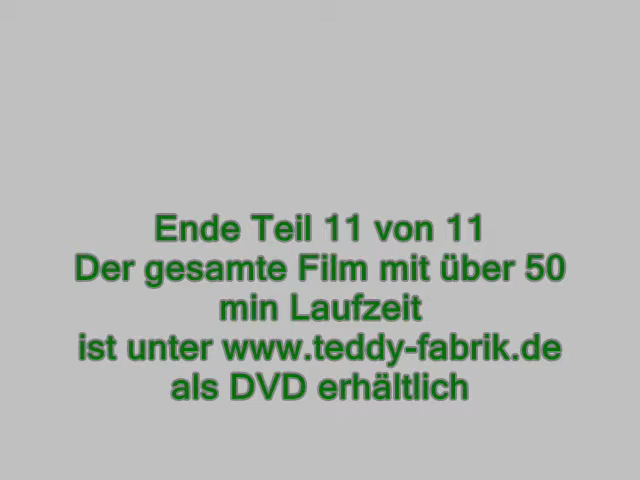 Ende Teil 11 von 11
Der gesamte Film mit über 50
min Laufzeit
ist unter www.teddy-fabrik.de
als DVD erhältlich